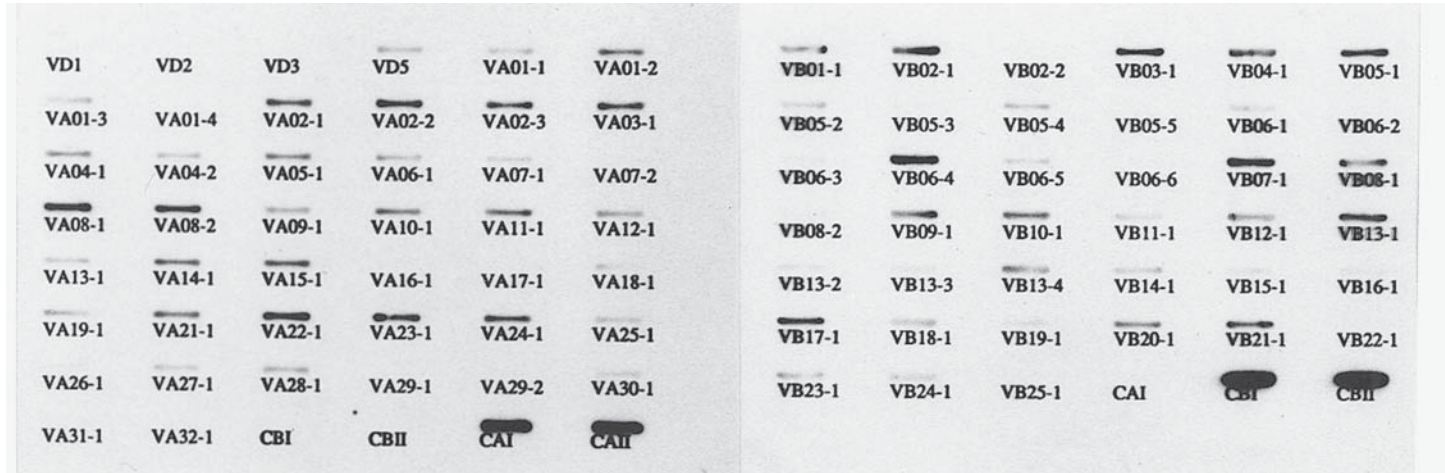 VD1 VD2 VD3 VD5 VA01-1 VA01-2
VA01-3 VA01-4 VA02-1 VA02-2 VA02-3 VA03-1
VA04-1 VA04-2 VA05-1 VA06-1 VA07-1 VA07-2
VA08-1 VA08-2 VA09-1 VA10-1 VA11-1 VA12-1
VA13-1 VA14-1 VA15-1 VA16-1 VA17-1 VA18-1
VA19-1 VA21-1 VA22-1 VA23-1 VA24-1 VA25-1
VA26-1 VA27-1 VA28-1 VA29-1 VA29-2 VA30-1
VA31-1 VA32-1 CBI CBII CAI CAII
VB01-1 VB02-1 VB02-2 VB03-1 VB04-1 VB05-1
VB05-2 VB05-3 VB05-4 VB05-5 VB06-1 VB06-2
VB06-3 VB06-4 VB06-5 VB06-6 VB07-1 VB08-1
VB08-2 VB09-1 VB10-1 VB11-1 VB12-1 VB13-1
VB13-2 VB13-3 VB13-4 VB14-1 VB15-1 VB16-1
VB17-1 VB18-1 VB19-1 VB20-1 VB21-1 VB22-1
VB23-1 VB24-1 VB25-1 CAI CBI CBII